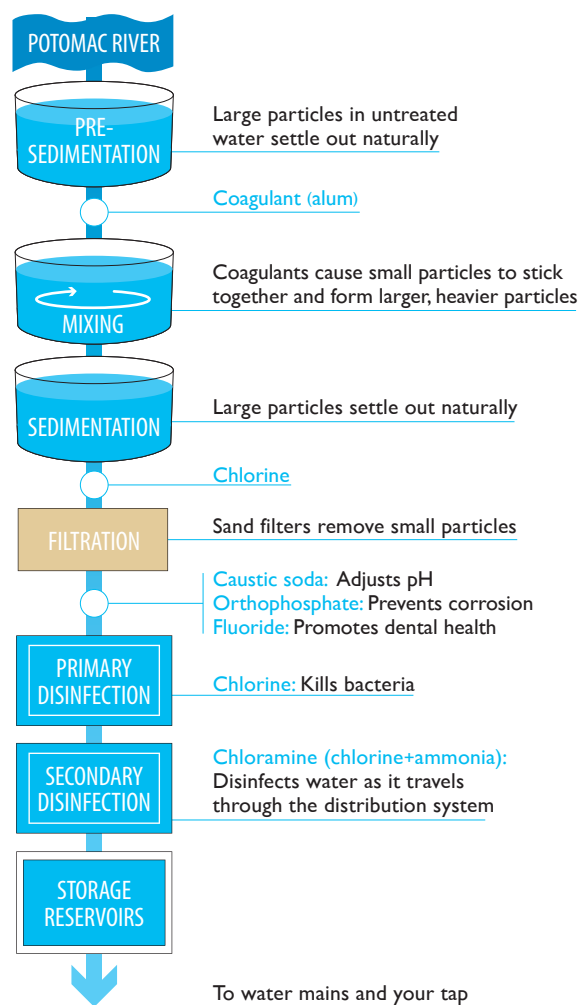 POTOMAC RIVER
PRE-
SEDIMENTATION
Large particles in untreated
water settle out naturally
Coagulant (alum)
MIXING
Coagulants cause small particles to stick
together and form larger, heavier particles
SEDIMENTATION
Large particles settle out naturally
Chlorine
FILTRATION
Sand filters remove small particles
Caustic soda: Adjusts pH
Orthophosphate: Prevents corrosion
Fluoride: Promotes dental health
PRIMARY
DISINFECTION
Chlorine: Kills bacteria
SECONDARY
DISINFECTION
Chloramine (chlorine+ammonia):
Disinfects water as it travels
through the distribution system
STORAGE
RESERVOIRS
To water mains and your tap